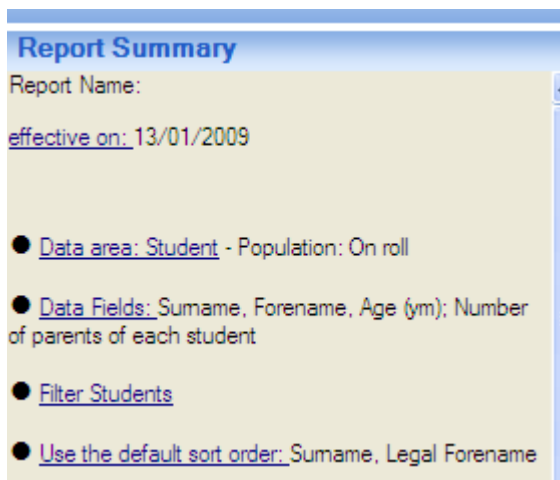 Report Summary
Report Name:
effective on: 13/01/2009
● Data area: Student - Population: On roll
● Data Fields: Surname, Forename, Age (ym); Number
of parents of each student
● Filter Students
● Use the default sort order: Surname, Legal Forename